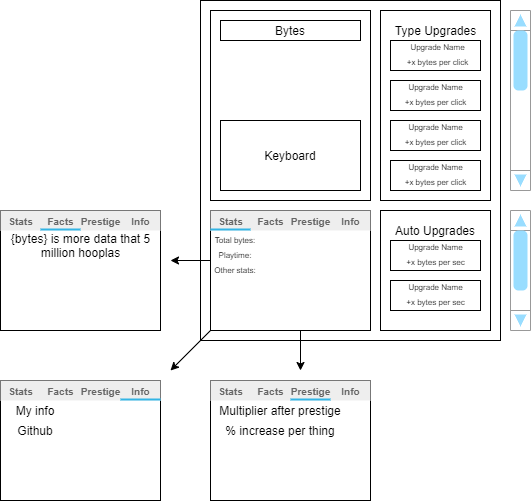 Bytes
Keyboard
Type Upgrades
Upgrade Name
+x bytes per click
Upgrade Name
+x bytes per click
Upgrade Name
+x bytes per click
Upgrade Name
+x bytes per click
Stats Facts Prestige Info
{bytes} is more data that 5
million hooplas
Stats Facts Prestige Info
Total bytes:
Playtime:
Other stats:
Auto Upgrades
Upgrade Name
+x bytes per sec
Upgrade Name
+x bytes per sec
Stats Facts Prestige Info
My info
Github
Stats Facts Prestige Info
Multiplier after prestige
% increase per thing